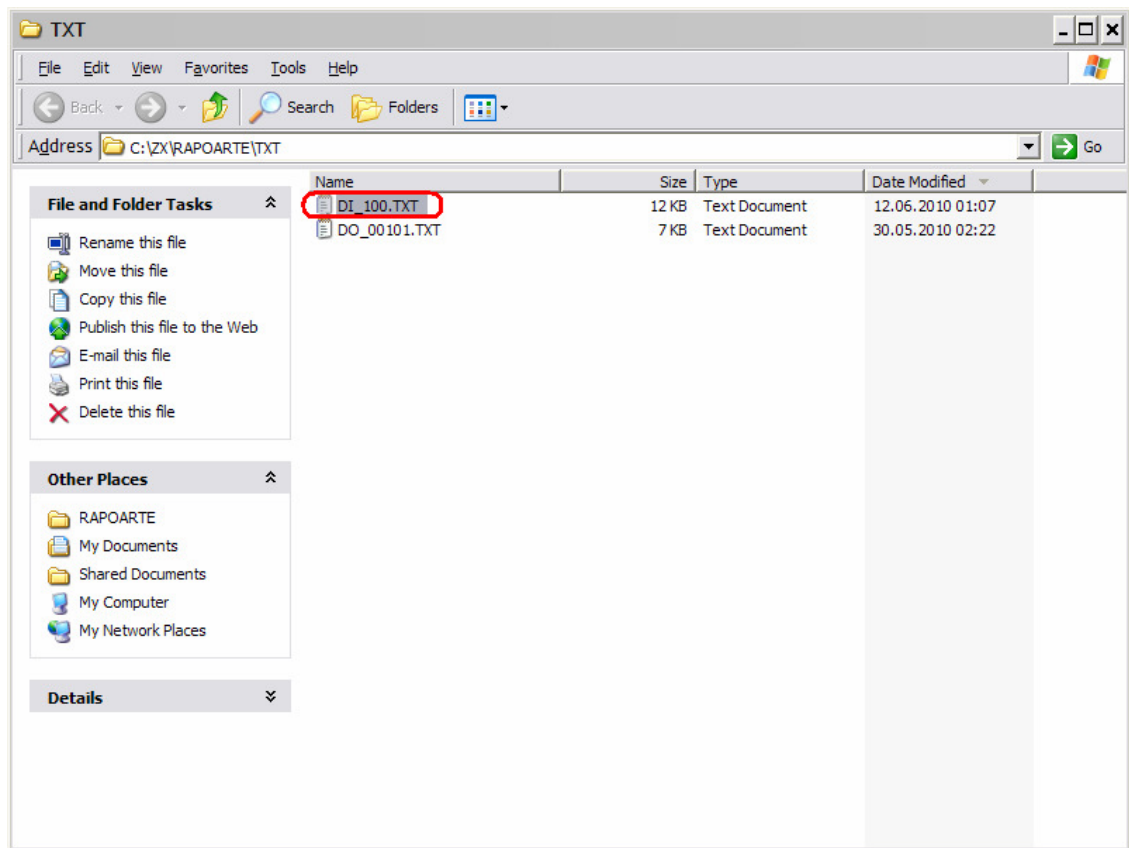 TXT
File Edit View Favorites Tools Help
Back Search Folders
Address C:\ZX\RAPOARTE\TXT Go
Name Size Type Date Modified
DI_100.TXT 12 KB Text Document 12.06.2010 01:07
DO_00101.TXT 7 KB Text Document 30.05.2010 02:22
File and Folder Tasks
Rename this file
Move this file
Copy this file
Publish this file to the Web
E-mail this file
Print this file
Delete this file
Other Places
RAPOARTE
My Documents
Shared Documents
My Computer
My Network Places
Details